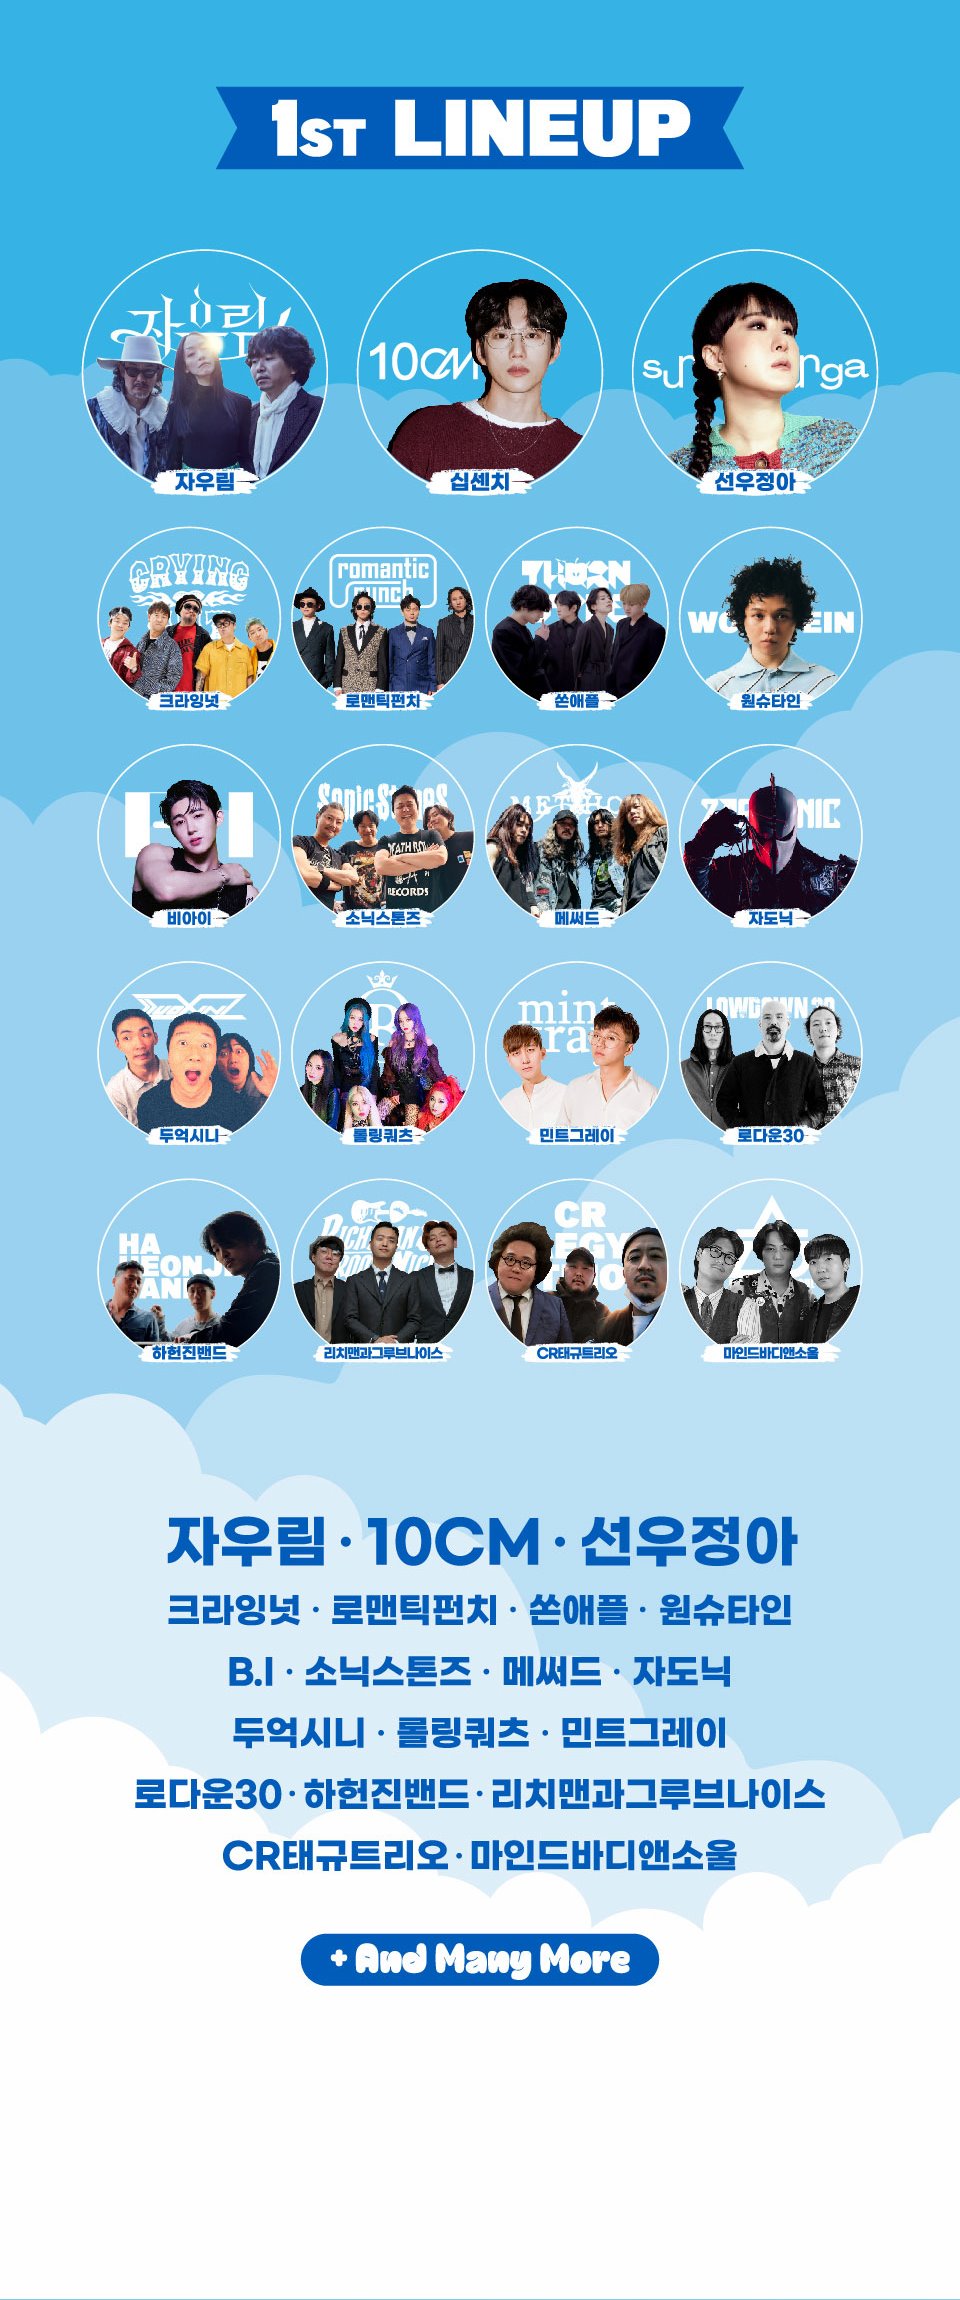 1ST LINEUP
자우림
10CM
자우림
십센치
선우정아
romantic
크라잉넛
로맨틱펀치
쏜애플
원슈타인
비아이
소닉스톤즈
메써드
자도닉
RECORDS
두억시니
롤링쿼츠
민트그레이
로다운30
하헌진밴드
리치맨과그루브나이스
CR태규트리오
마인드바디앤소울
자우림 · 10CM · 선우정아
크라잉넛 · 로맨틱펀치 · 쏜애플 · 원슈타인
B.I · 소닉스톤즈 · 메써드 · 자도닉
두억시니 · 롤링쿼츠 · 민트그레이
로다운30 · 하헌진밴드 · 리치맨과그루브나이스
CR태규트리오 · 마인드바디앤소울
+ And Many More